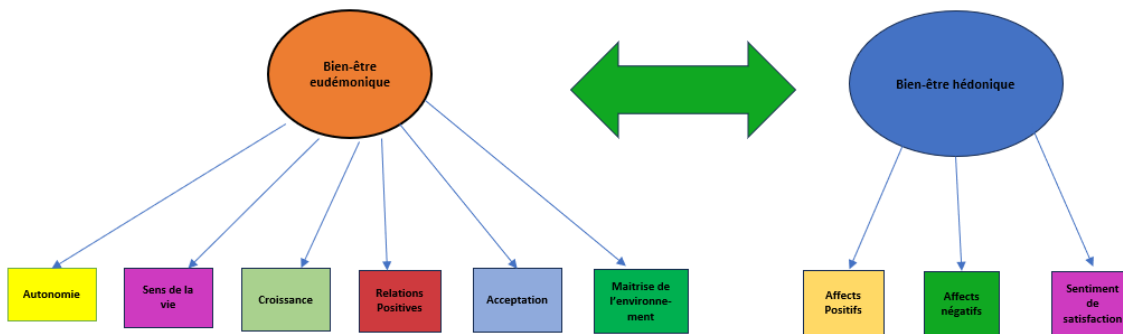 Bien-être
eudémonique
Bien-être hédonique
Autonomie
Sens de la
vie
Croissance
Relations
Positives
Acceptation
Maitrise de
l'environne-
ment
Affects
Positifs
Affects
négatifs
Sentiment
de
satisfaction